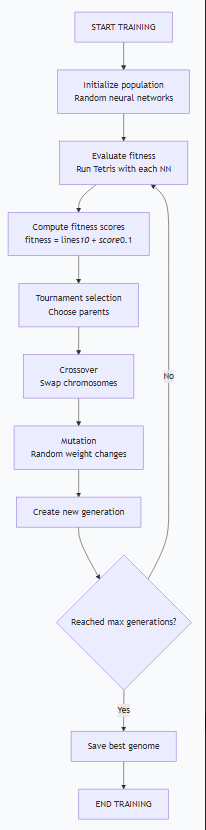 START TRAINING
Initialize population
Random neural networks
Evaluate fitness
Run Tetris with each NN
Compute fitness scores
fitness = lines10 + score0.1
Tournament selection
Choose parents
Crossover
Swap chromosomes
No
Mutation
Random weight changes
Create new generation
Reached max generations?
Yes
Save best genome
END TRAINING